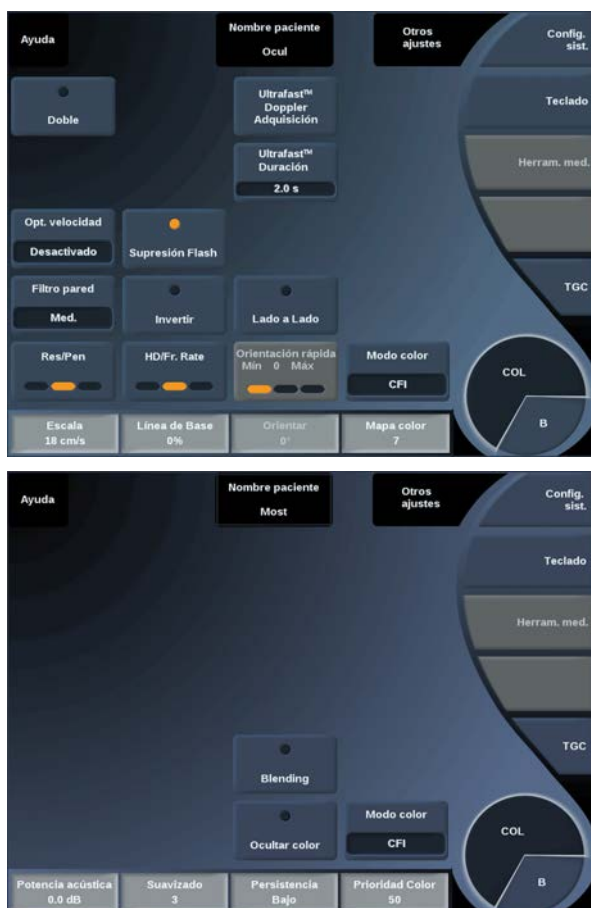 Ayuda
Nombre paciente
Ocul
Otros
ajustes
Config.
sist.
Doble
Ultrafast™
Doppler
Adquisición
Teclado
Ultrafast™
Duración
2.0 s
Herram. med.
Opt. velocidad
Desactivado
Supresión Flash
Filtro pared
Med.
Invertir
Lado a Lado
TGC
Res/Pen
HD/Fr. Rate
Orientación rápida
Mín 0 Máx
Modo color
CFI
COL
B
Escala
18 cm/s
Línea de Base
0%
Orientar
0°
Mapa color
7
Ayuda
Nombre paciente
Most
Otros
ajustes
Config.
sist.
Teclado
Herram. med.
TGC
Blending
Ocultar color
Modo color
CFI
COL
B
Potencia acústica
0.0 dB
Suavizado
3
Persistencia
Bajo
Prioridad Color
50